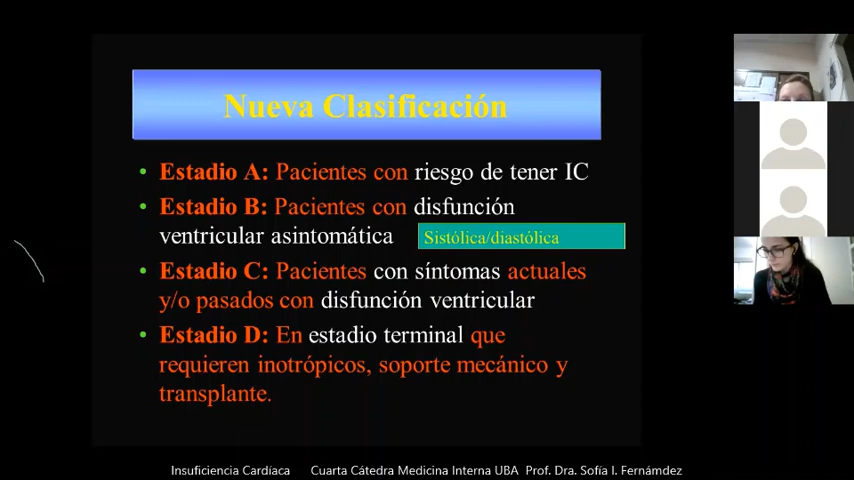 Nueva Clasificación
• Estadio A: Pacientes con riesgo de tener IC
• Estadio B: Pacientes con disfunción
ventricular asintomática
Sistólica/diastólica
• Estadio C: Pacientes con síntomas actuales
y/o pasados con disfunción ventricular
• Estadio D: En estadio terminal que
requieren inotrópicos, soporte mecánico y
transplante.
Insuficiencia Cardíaca Cuarta Cátedra Medicina Interna UBA Prof. Dra. Sofía I. Fernámdez